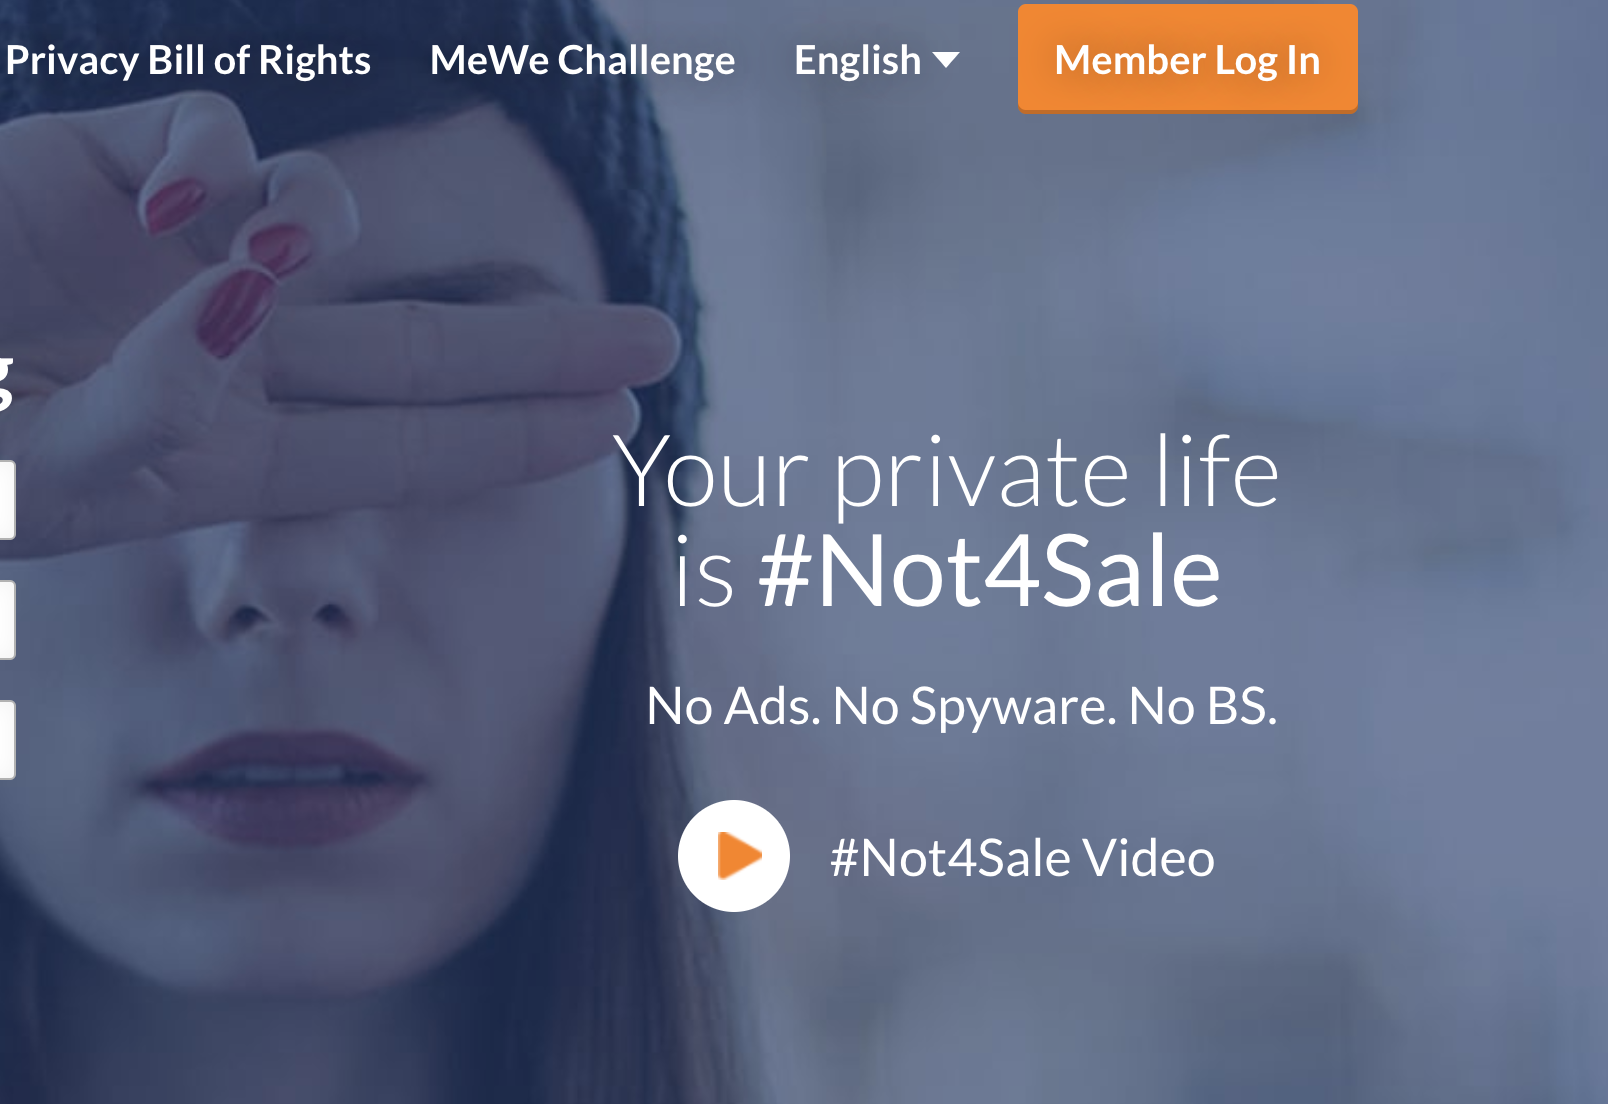 Privacy Bill of Rights MeWe Challenge English Member Log In
Your private life
is #Not4Sale
No Ads. No Spyware. No BS.
#Not4Sale Video